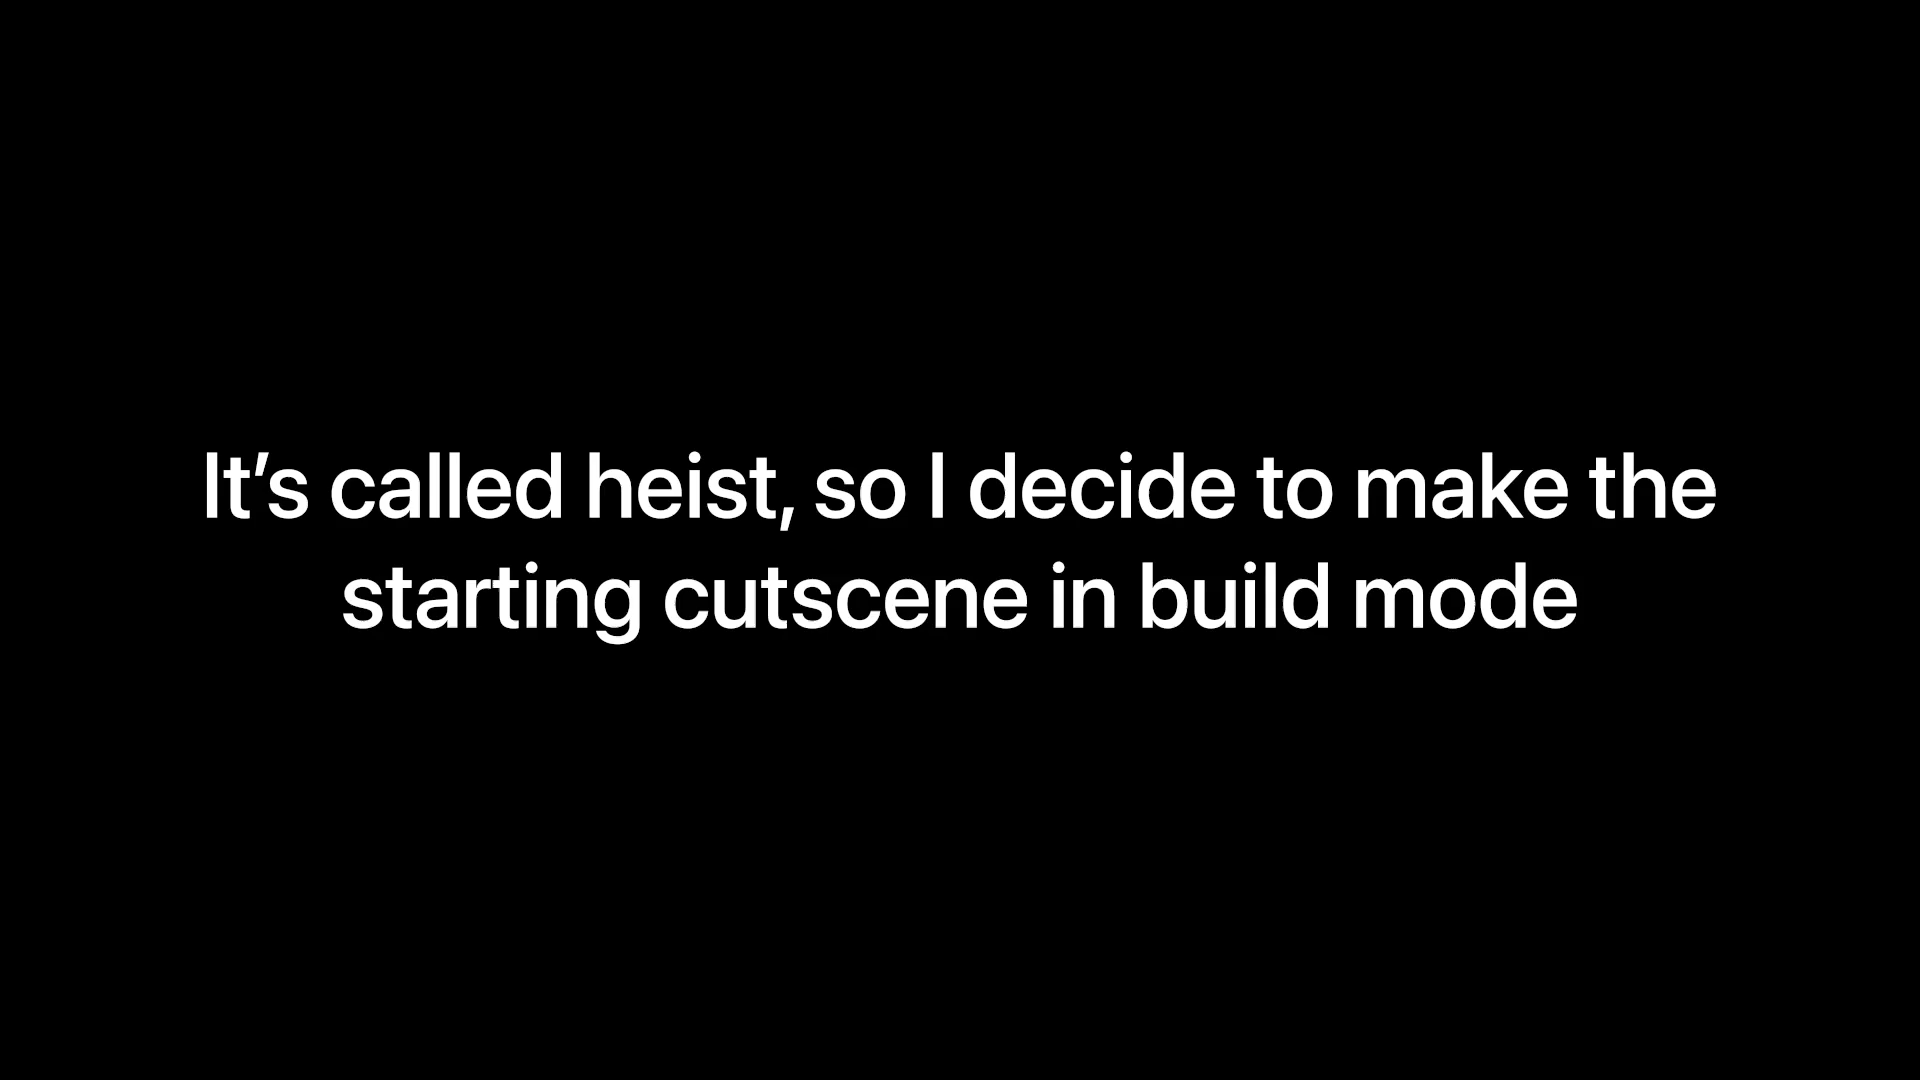 It’s called heist, so I decide to make the
starting cutscene in build mode